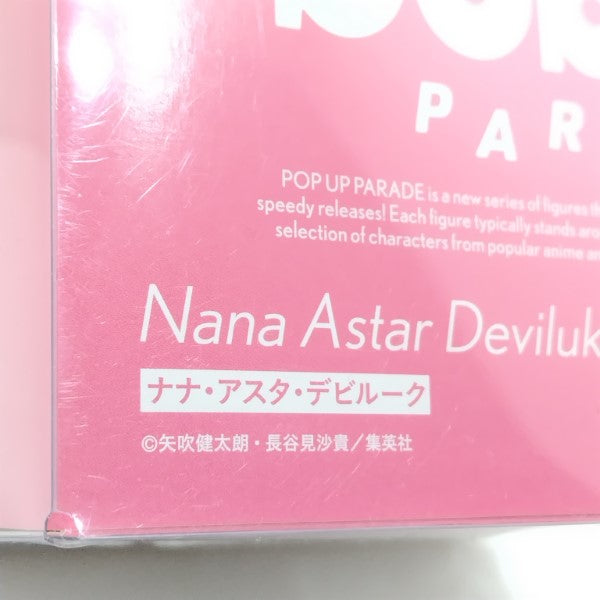 PAR
POP UP PARADE is a new series of figures th
speedy releases! Each figure typically stands aro
selection of characters from popular anime an
Nana Astar Deviluk
ナナ・アスタ・デビルーク
©矢吹健太朗・長谷見沙貴／集英社